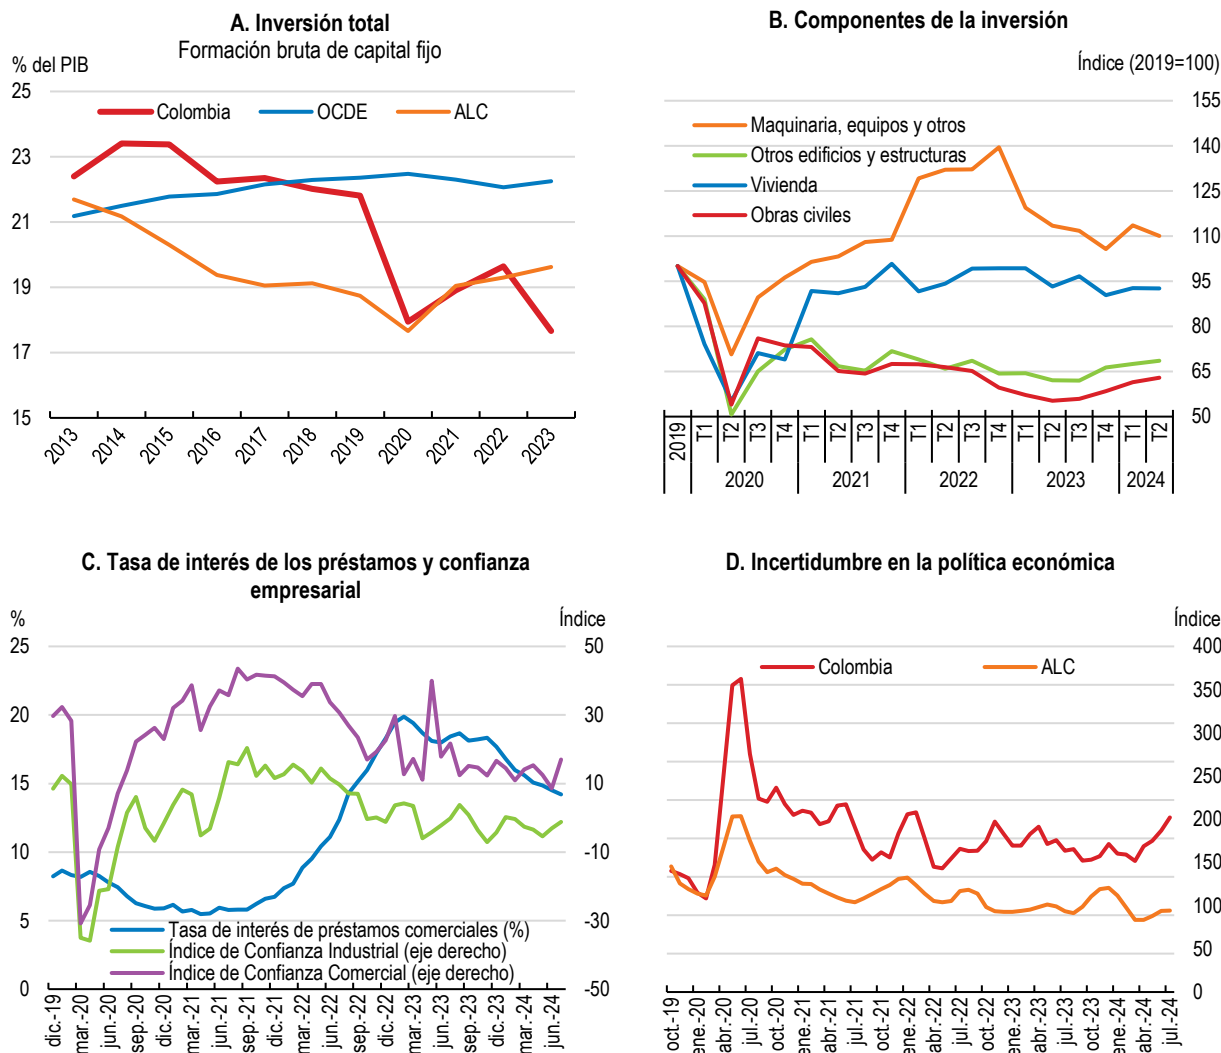 A. Inversión total
Formación bruta de capital fijo
% del PIB
25
23
21
19
17
15
Colombia
OCDE
ALC
2013
2014
2015
2016
2017
2018
2019
2020
2021
2022
2023
B. Componentes de la inversión
Índice (2019=100)
155
140
125
110
95
80
65
50
Maquinaria, equipos y otros
Otros edificios y estructuras
Vivienda
Obras civiles
2019 T1 T2 T3 T4 T1 T2 T3 T4 T1 T2 T3 T4 T1 T2 T3 T4 T1 T2
2020 2021 2022 2023 2024
C. Tasa de interés de los préstamos y confianza
empresarial
%
Índice
25
20
15
10
5
0
50
30
10
-10
-30
-50
Tasa de interés de préstamos comerciales (%)
Índice de Confianza Industrial (eje derecho)
Índice de Confianza Comercial (eje derecho)
dic.-19
mar.-20
jun.-20
sep.-20
dic.-20
mar.-21
jun.-21
sep.-21
dic.-21
mar.-22
jun.-22
sep.-22
dic.-22
mar.-23
jun.-23
sep.-23
dic.-23
mar.-24
jun.-24
D. Incertidumbre en la política económica
Índice
400
350
300
250
200
150
100
50
0
Colombia
ALC
oct.-19
ene.-20
abr.-20
jul.-20
oct.-20
ene.-21
abr.-21
jul.-21
oct.-21
ene.-22
abr.-22
jul.-22
oct.-22
ene.-23
abr.-23
jul.-23
oct.-23
ene.-24
abr.-24
jul.-24